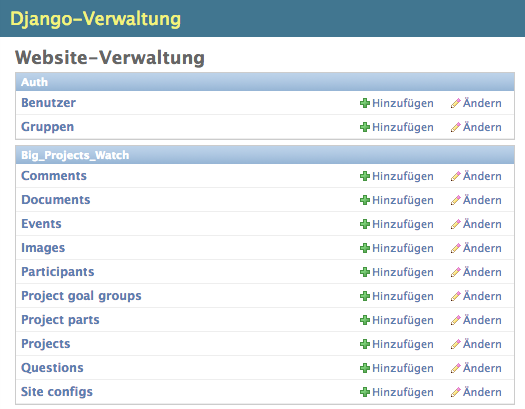 Django-Verwaltung
Website-Verwaltung
Auth
Benutzer Hinzufügen Ändern
Gruppen Hinzufügen Ändern
Big_Projects_Watch
Comments Hinzufügen Ändern
Documents Hinzufügen Ändern
Events Hinzufügen Ändern
Images Hinzufügen Ändern
Participants Hinzufügen Ändern
Project goal groups Hinzufügen Ändern
Project parts Hinzufügen Ändern
Projects Hinzufügen Ändern
Questions Hinzufügen Ändern
Site configs Hinzufügen Ändern